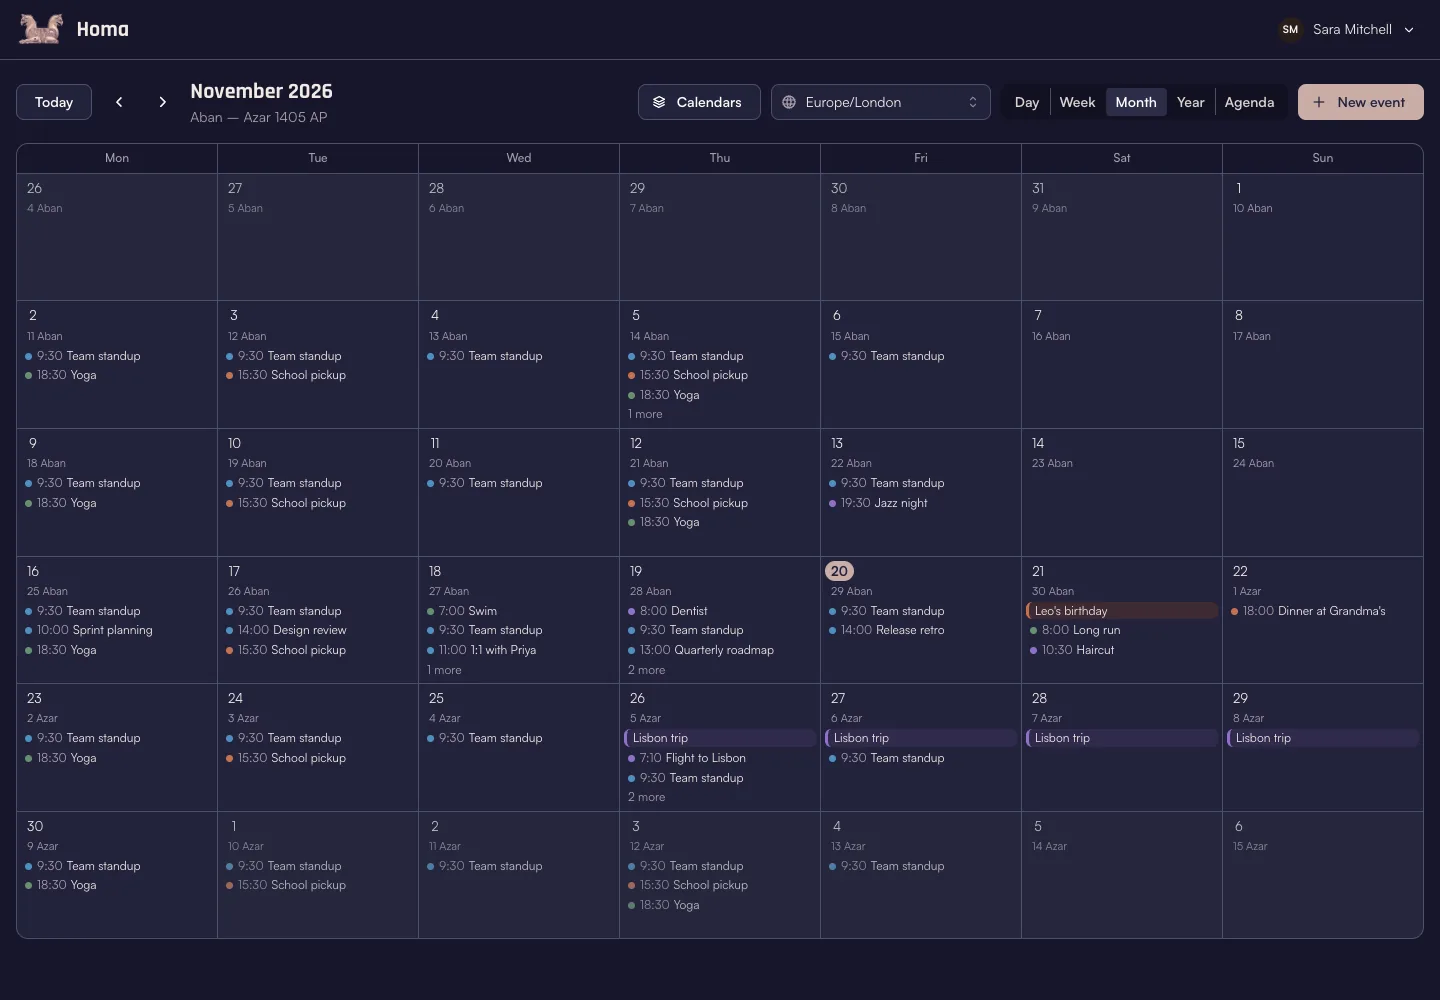 Homa
SM Sara Mitchell
Today
November 2026
Aban — Azar 1405 AP
Calendars
Europe/London
Day Week Month Year Agenda
+ New event
Mon Tue Wed Thu Fri Sat Sun
26 27 28 29 30 31 1
4 Aban 5 Aban 6 Aban 7 Aban 8 Aban 9 Aban 10 Aban
2 3 4 5 6 7 8
11 Aban 12 Aban 13 Aban 14 Aban 15 Aban 16 Aban 17 Aban
9:30 Team standup 9:30 Team standup 9:30 Team standup 9:30 Team standup 9:30 Team standup
18:30 Yoga 15:30 School pickup 15:30 School pickup
18:30 Yoga
1 more
9 10 11 12 13 14 15
18 Aban 19 Aban 20 Aban 21 Aban 22 Aban 23 Aban 24 Aban
9:30 Team standup 9:30 Team standup 9:30 Team standup 9:30 Team standup 9:30 Team standup
18:30 Yoga 15:30 School pickup 15:30 School pickup 19:30 Jazz night
18:30 Yoga
16 17 18 19 20 21 22
25 Aban 26 Aban 27 Aban 28 Aban 29 Aban 30 Aban 1 Azar
9:30 Team standup 9:30 Team standup 7:00 Swim 8:00 Dentist 9:30 Team standup Leo's birthday 18:00 Dinner at Grandma's
10:00 Sprint planning 14:00 Design review 9:30 Team standup 9:30 Team standup 14:00 Release retro 8:00 Long run
18:30 Yoga 15:30 School pickup 11:00 1:1 with Priya 13:00 Quarterly roadmap 10:30 Haircut
1 more 2 more
23 24 25 26 27 28 29
2 Azar 3 Azar 4 Azar 5 Azar 6 Azar 7 Azar 8 Azar
9:30 Team standup 9:30 Team standup 9:30 Team standup Lisbon trip Lisbon trip Lisbon trip Lisbon trip
18:30 Yoga 15:30 School pickup 7:10 Flight to Lisbon 9:30 Team standup
9:30 Team standup
2 more
30 1 2 3 4 5 6
9 Azar 10 Azar 11 Azar 12 Azar 13 Azar 14 Azar 15 Azar
9:30 Team standup 9:30 Team standup 9:30 Team standup 9:30 Team standup 9:30 Team standup
18:30 Yoga 15:30 School pickup 15:30 School pickup
18:30 Yoga